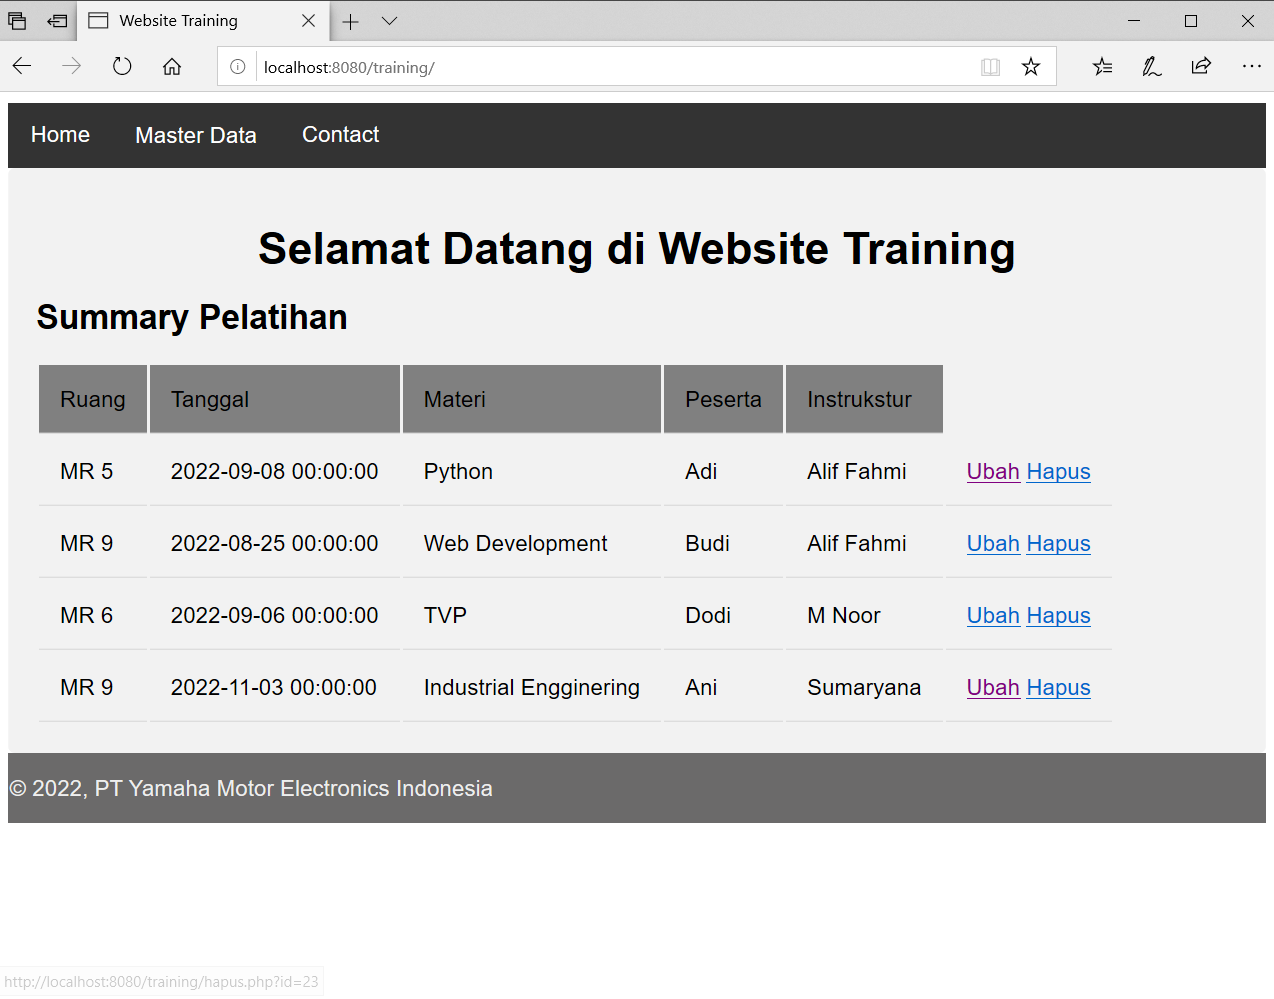 Website Training
localhost:8080/training/
Home Master Data Contact
Selamat Datang di Website Training
Summary Pelatihan
Ruang Tanggal Materi Peserta Instrukstur
MR 5 2022-09-08 00:00:00 Python Adi Alif Fahmi Ubah Hapus
MR 9 2022-08-25 00:00:00 Web Development Budi Alif Fahmi Ubah Hapus
MR 6 2022-09-06 00:00:00 TVP Dodi M Noor Ubah Hapus
MR 9 2022-11-03 00:00:00 Industrial Engginering Ani Sumaryana Ubah Hapus
© 2022, PT Yamaha Motor Electronics Indonesia
http://localhost:8080/training/hapus.php?id=23